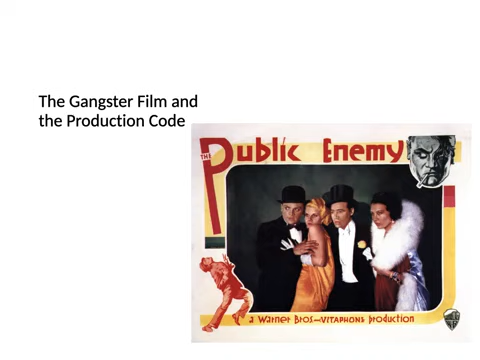 The Gangster Film and
the Production Code
THE Public Enemy
a Warner Bros—VITAPHONE production